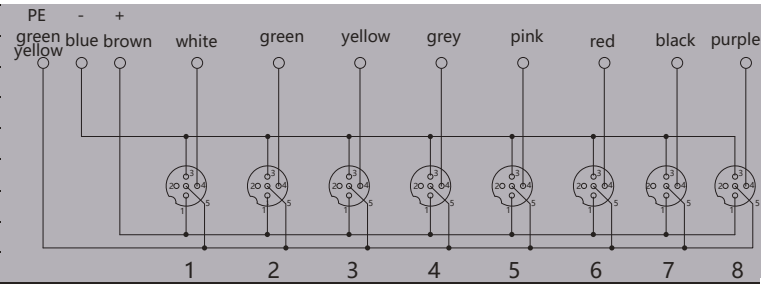 PE - +
green yellow blue brown white green yellow grey pink red black purple
3 3 3 3 3 3 3 3
2 4 2 4 2 4 2 4 2 4 2 4 2 4 2 4
1 5 1 5 1 5 1 5 1 5 1 5 1 5 1 5
1 2 3 4 5 6 7 8